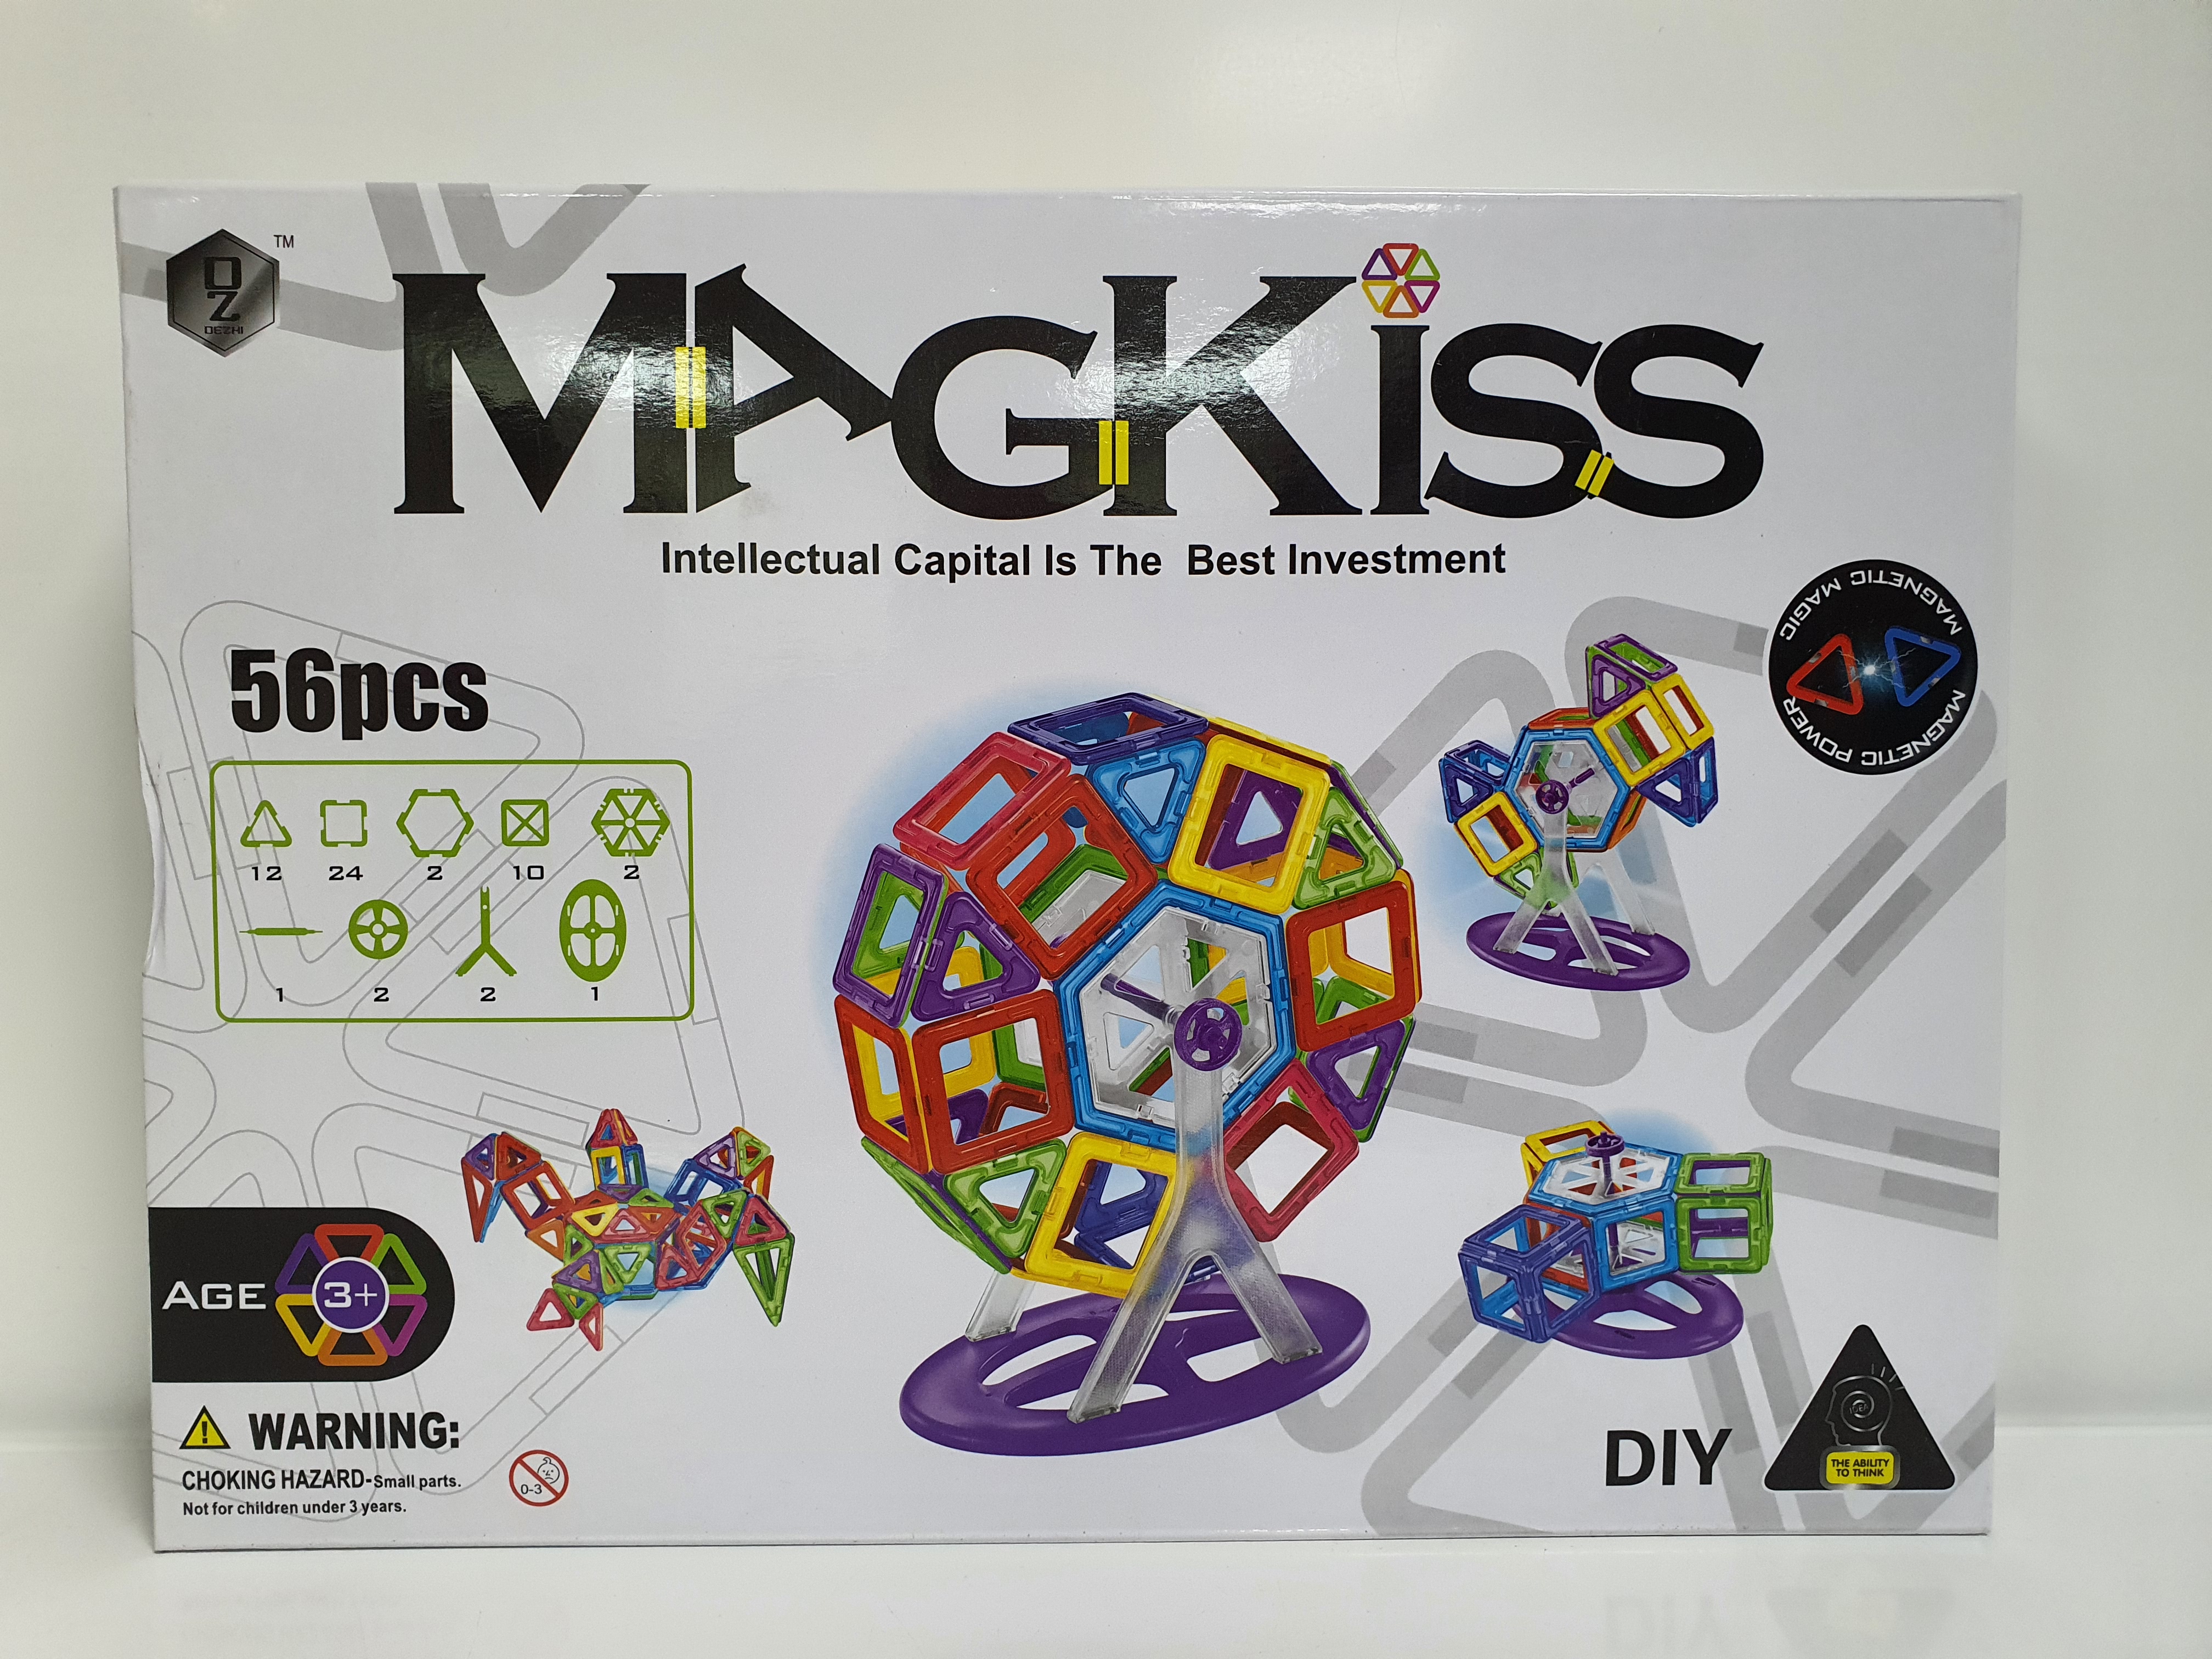 DZ
DEZHI
TM
MAGKiSS
Intellectual Capital Is The Best Investment
MAGNETIC MAGIC
MAGNETIC POWER
56pcs
12 24 2 10 2
1 2 2 1
AGE 3+
WARNING:
CHOKING HAZARD-Small parts.
Not for children under 3 years.
0-3
DIY
IDEA
THE ABILITY
TO THINK